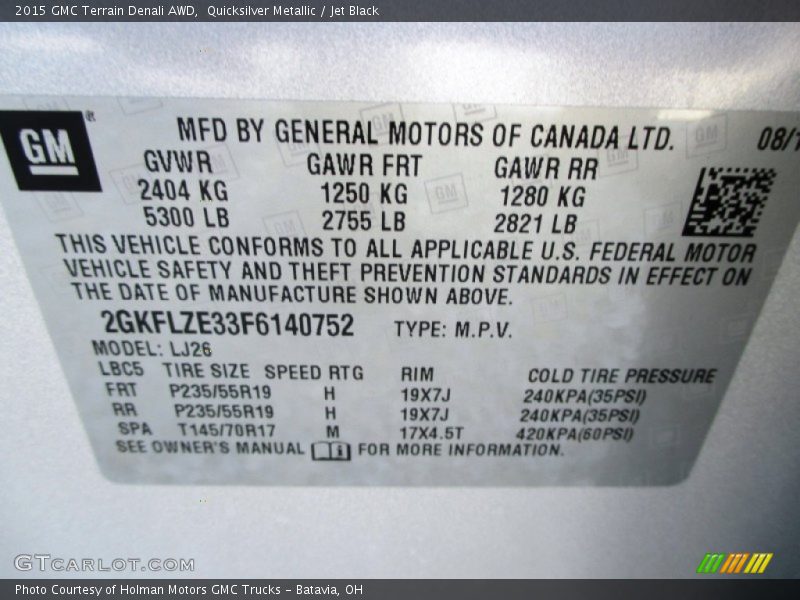 2015 GMC Terrain Denali AWD, Quicksilver Metallic / Jet Black
GM®
MFD BY GENERAL MOTORS OF CANADA LTD.
GVWR GAWR FRT GAWR RR
2404 KG 1250 KG 1280 KG
5300 LB 2755 LB 2821 LB
THIS VEHICLE CONFORMS TO ALL APPLICABLE U.S. FEDERAL MOTOR
VEHICLE SAFETY AND THEFT PREVENTION STANDARDS IN EFFECT ON
THE DATE OF MANUFACTURE SHOWN ABOVE.
2GKFLZE33F6140752 TYPE: M.P.V.
MODEL: LJ26
LBC5 TIRE SIZE SPEED RTG RIM COLD TIRE PRESSURE
FRT P235/55R19 H 19X7J 240KPA(35PSI)
RR P235/55R19 H 19X7J 240KPA(35PSI)
SPA T145/70R17 M 17X4.5T 420KPA(60PSI)
SEE OWNER'S MANUAL FOR MORE INFORMATION.
GTCARLOT.COM
Photo Courtesy of Holman Motors GMC Trucks - Batavia, OH